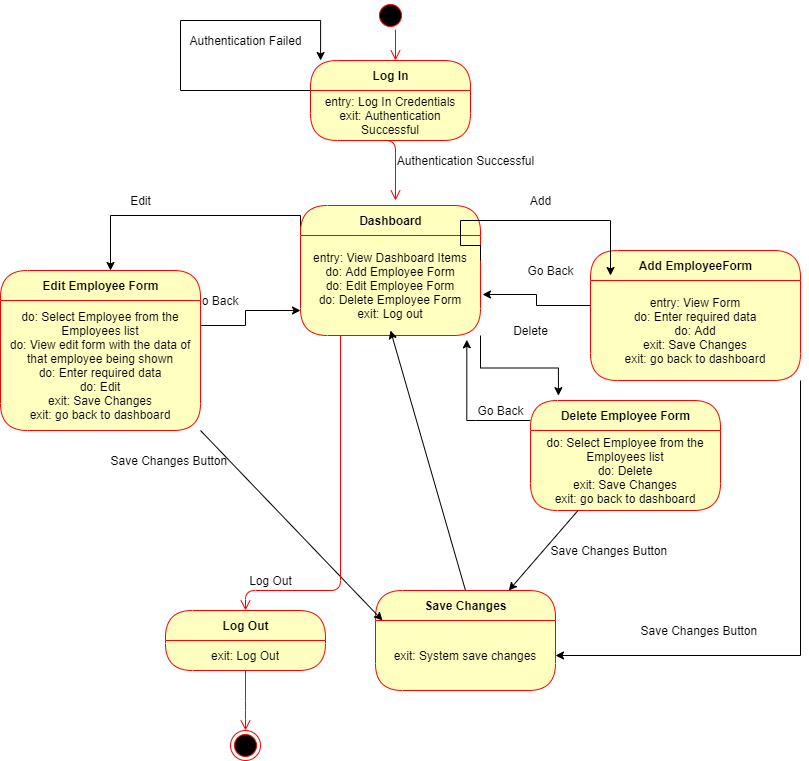 Authentication Failed
Log In
entry: Log In Credentials
exit: Authentication
Successful
Authentication Successful
Edit
Dashboard
entry: View Dashboard Items
do: Add Employee Form
do: Edit Employee Form
do: Delete Employee Form
exit: Log out
Add
Go Back
Add EmployeeForm
entry: View Form
do: Enter required data
do: Add
exit: Save Changes
exit: go back to dashboard
Edit Employee Form
do: Select Employee from the
Employees list
do: View edit form with the data of
that employee being shown
do: Enter required data
do: Edit
exit: Save Changes
exit: go back to dashboard
o Back
Delete
Go Back
Delete Employee Form
do: Select Employee from the
Employees list
do: Delete
exit: Save Changes
exit: go back to dashboard
Save Changes Button
Save Changes Button
Log Out
Save Changes
exit: System save changes
Save Changes Button
Log Out
exit: Log Out